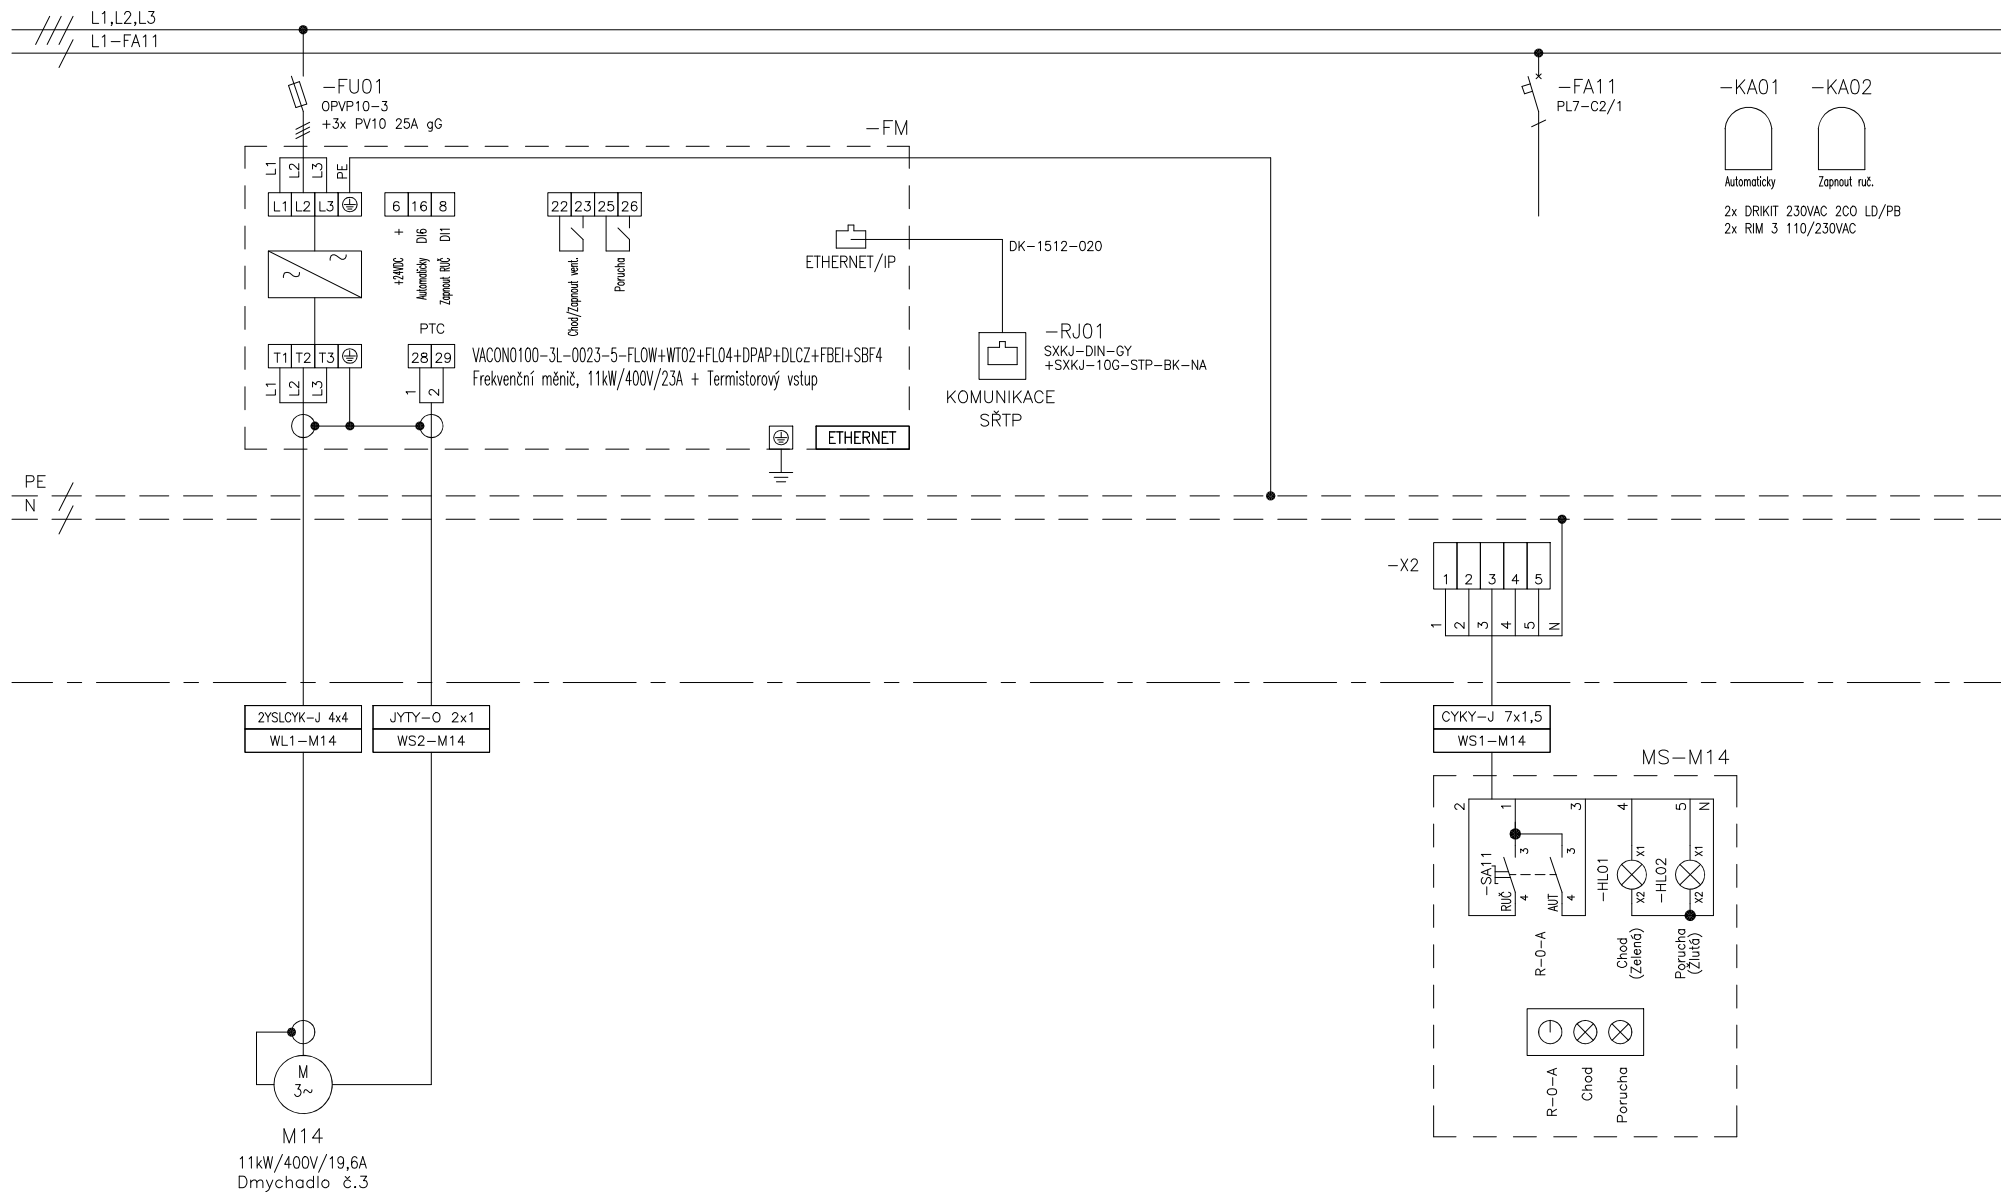 L1,L2,L3
L1-FA11
-FU01
OPVP10-3
+3x PV10 25A gG
-FM
-FA11
PL7-C2/1
-KA01
-KA02
Automaticky
Zapnout ruč.
2x DRIKIT 230VAC 2CO LD/PB
2x RIM 3 110/230VAC
L1
L2
L3
PE
L1 L2 L3
6 16 8
22 23 25 26
+
DI6
DI1
+24VDC
Automaticky
Zapnout RUČ
Chod/Zapnout vent.
Porucha
ETHERNET/IP
DK-1512-020
PTC
T1 T2 T3
28 29
L1
L2
L3
1
2
VACON0100-3L-0023-5-FLOW+WT02+FL04+DPAP+DLCZ+FBEI+SBF4
Frekvenční měnič, 11kW/400V/23A + Termistorový vstup
-RJ01
SXKJ-DIN-GY
+SXKJ-10G-STP-BK-NA
KOMUNIKACE
SŘTP
ETHERNET
PE
N
-X2
1 2 3 4 5
1
2
3
4
5
N
2YSLCYK-J 4x4
WL1-M14
JYTY-O 2x1
WS2-M14
CYKY-J 7x1,5
WS1-M14
MS-M14
2
1
3
4
5
N
-SA11
3
4
RUČ
3
4
AUT
-HL01
X1
X2
-HL02
X1
X2
R-0-A
Chod
(Zelená)
Porucha
(Žlutá)
R-0-A
Chod
Porucha
M
3~
M14
11kW/400V/19,6A
Dmychadlo č.3